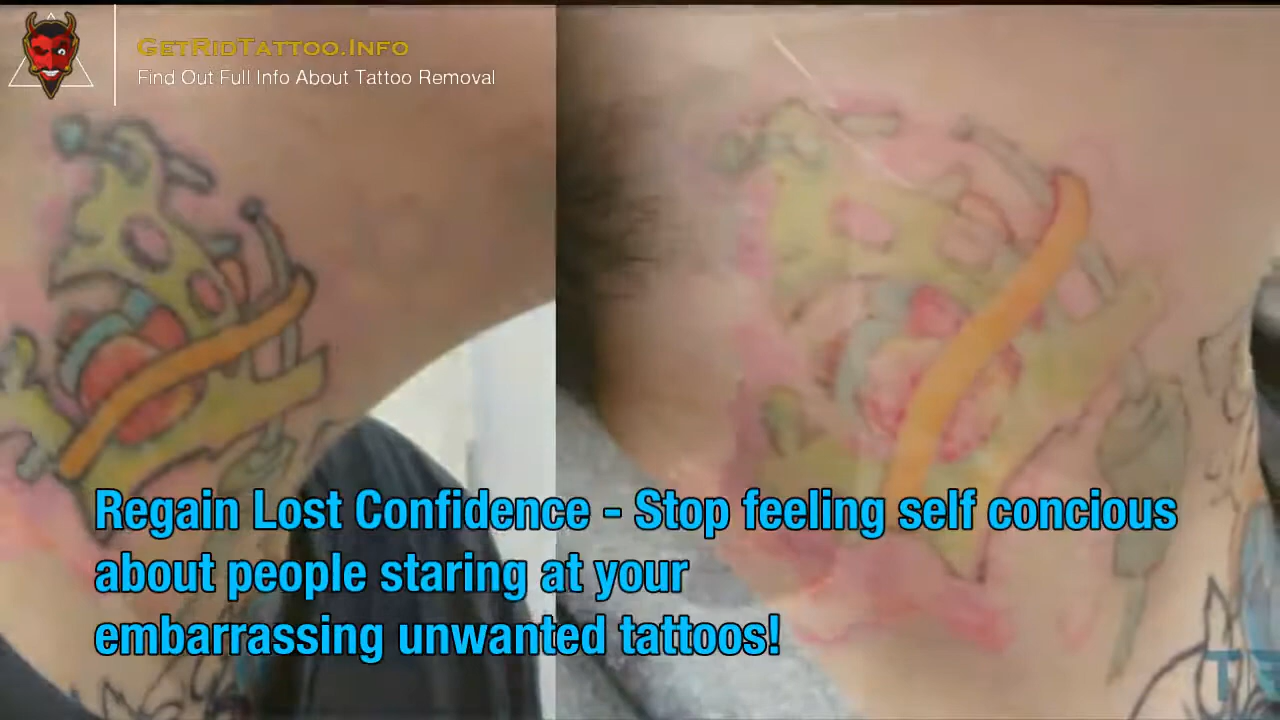 GetRidTattoo.Info
Find Out Full Info About Tattoo Removal
Regain Lost Confidence - Stop feeling self concious
about people staring at your
embarrassing unwanted tattoos!